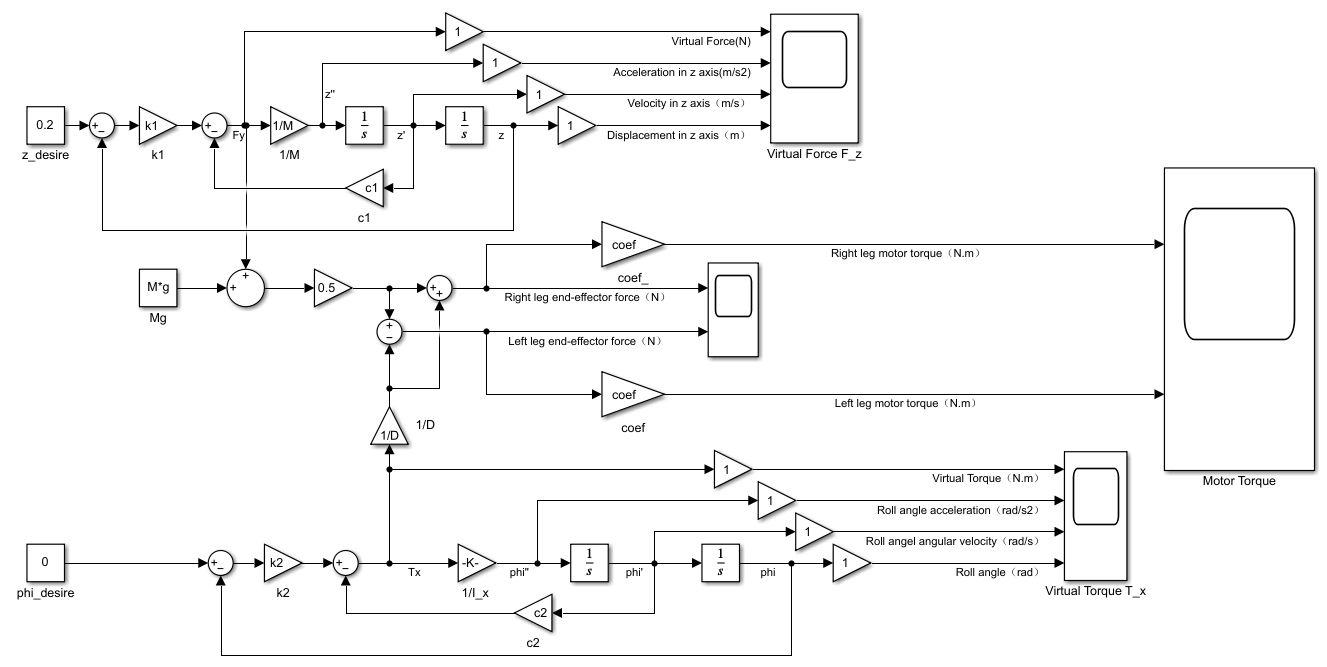 1
Virtual Force(N)
1
Acceleration in z axis(m/s2)
z"
1
Velocity in z axis（m/s）
0.2
+
−
k1
+
−
Fy
1/M
1
s
z'
1
s
z
1
Displacement in z axis（m）
z_desire
k1
1/M
Virtual Force F_z
c1
c1
coef
Right leg motor torque（N.m）
coef_
M*g
+
+
0.5
+
+
Right leg end-effector force（N）
Mg
+
−
Left leg end-effector force（N）
coef
Left leg motor torque（N.m）
coef
1/D
1/D
Motor Torque
1
Virtual Torque（N.m）
1
Roll angle acceleration（rad/s2）
1
Roll angel angular velocity（rad/s）
0
+
−
k2
+
−
Tx
-K-
phi"
1
s
phi'
1
s
phi
1
Roll angle（rad）
phi_desire
k2
1/I_x
Virtual Torque T_x
c2
c2